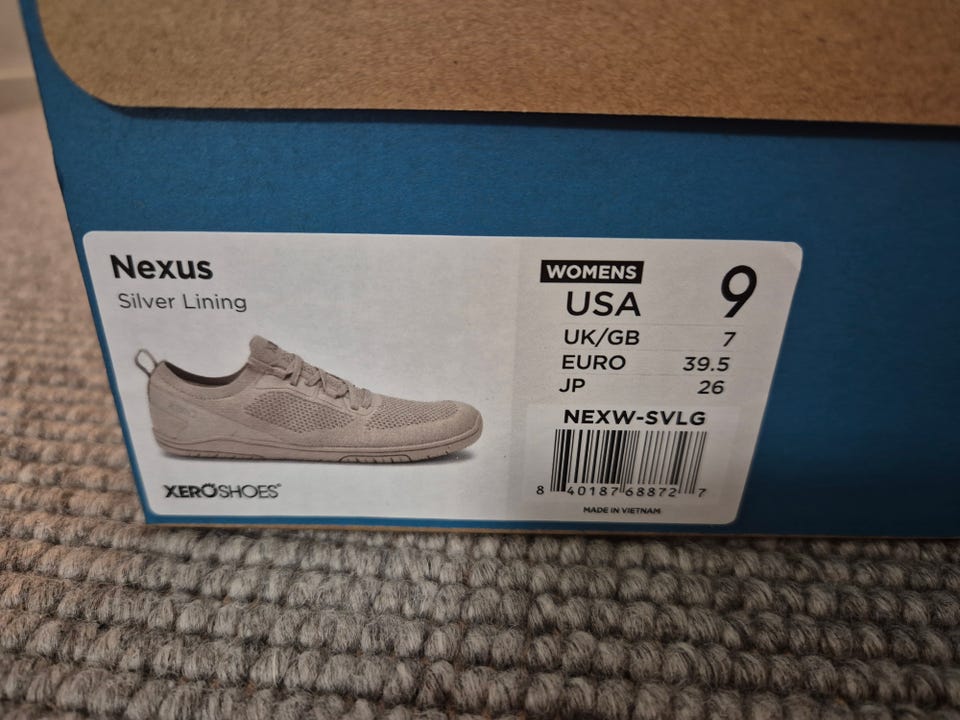 Nexus
Silver Lining
XEROSHOES
WOMENS
USA 9
UK/GB 7
EURO 39.5
JP 26
NEXW-SVLG
8 40187 68872 7
MADE IN VIETNAM